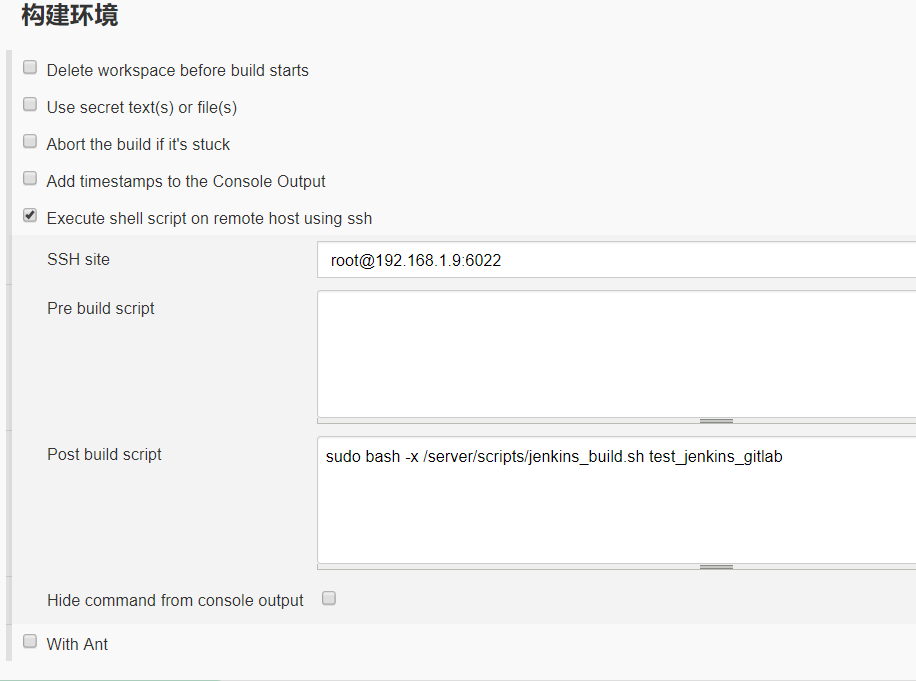 构建环境
Delete workspace before build starts
Use secret text(s) or file(s)
Abort the build if it's stuck
Add timestamps to the Console Output
Execute shell script on remote host using ssh
SSH site
root@192.168.1.9:6022
Pre build script
Post build script
sudo bash -x /server/scripts/jenkins_build.sh test_jenkins_gitlab
Hide command from console output
With Ant